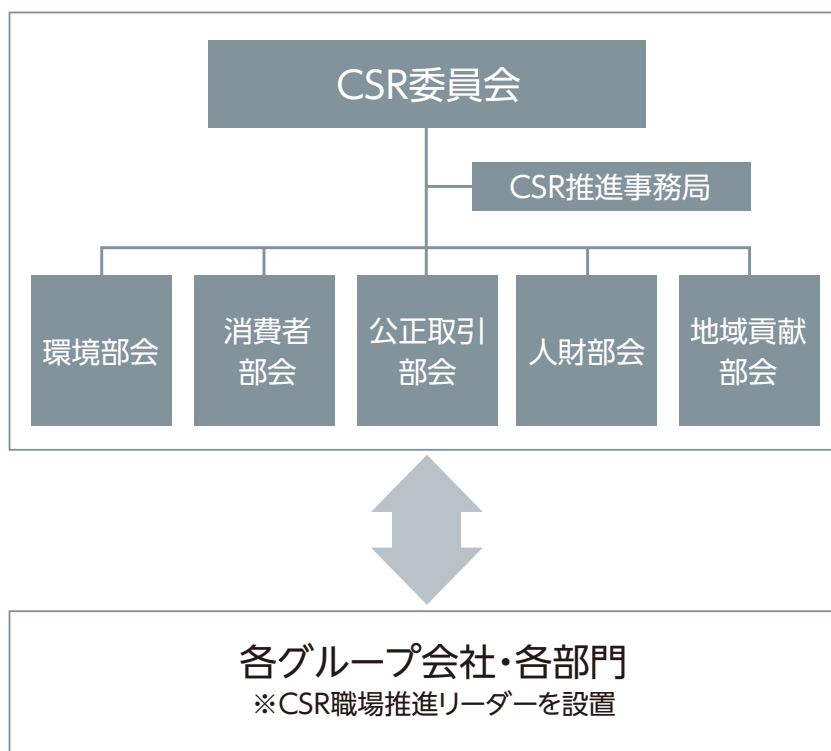 CSR委員会
CSR推進事務局
環境部会
消費者
部会
公正取引
部会
人財部会
地域貢献
部会
各グループ会社・各部門
※CSR職場推進リーダーを設置